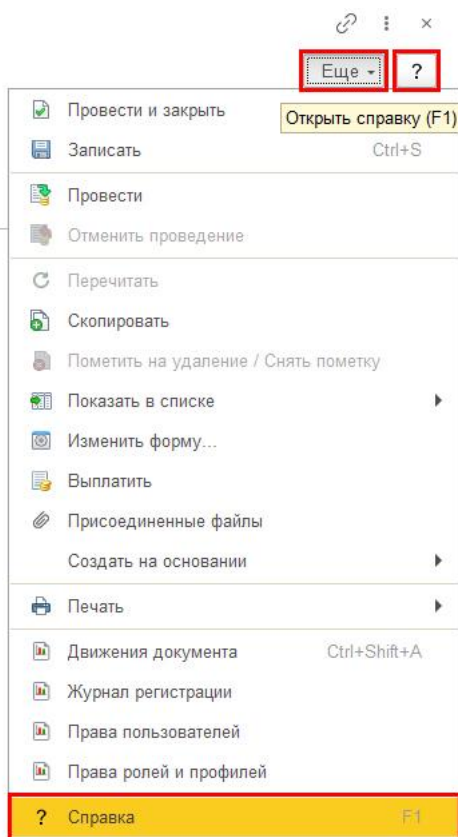 Еще
?
Провести и закрыть
Открыть справку (F1)
Записать Ctrl+S
Провести
Отменить проведение
Перечитать
Скопировать
Пометить на удаление / Снять пометку
Показать в списке
Изменить форму...
Выплатить
Присоединенные файлы
Создать на основании
Печать
Движения документа Ctrl+Shift+A
Журнал регистрации
Права пользователей
Права ролей и профилей
? Справка F1